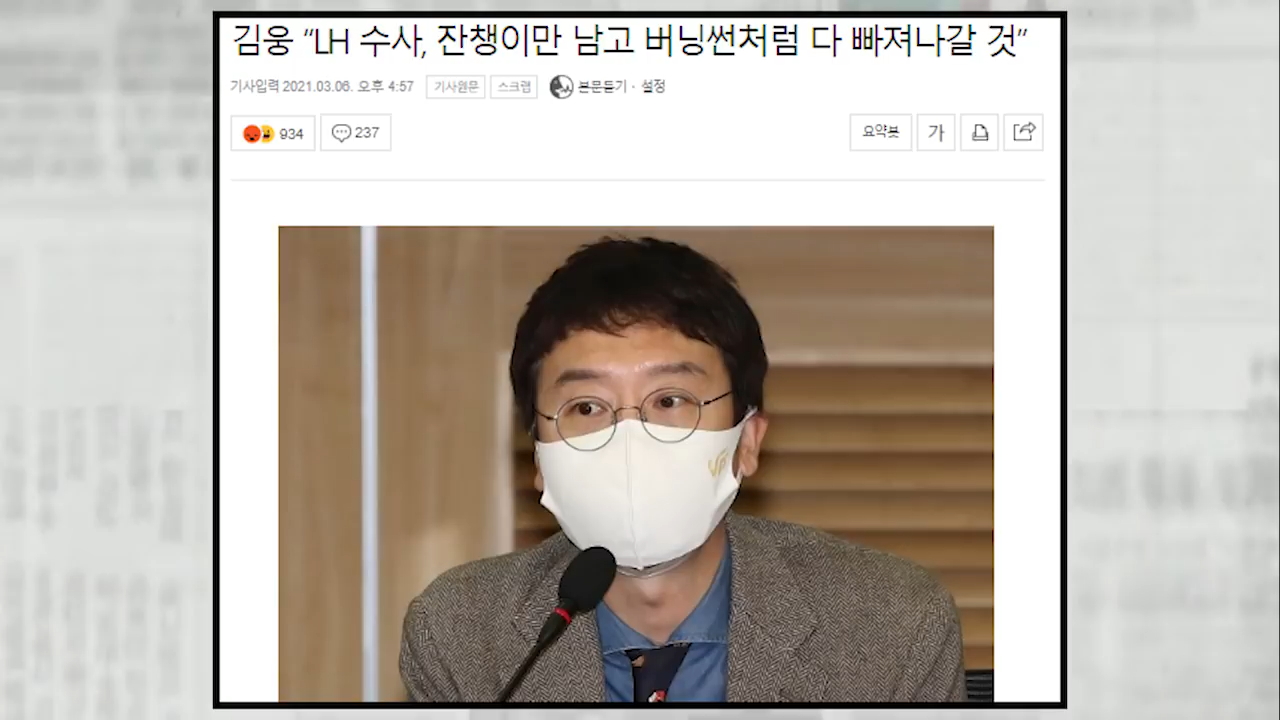 김웅 “LH 수사, 잔챙이만 남고 버닝썬처럼 다 빠져나갈 것”
기사입력 2021.03.06. 오후 4:57 기사원문 스크랩 본문듣기 · 설정
934 237 요약봇 가